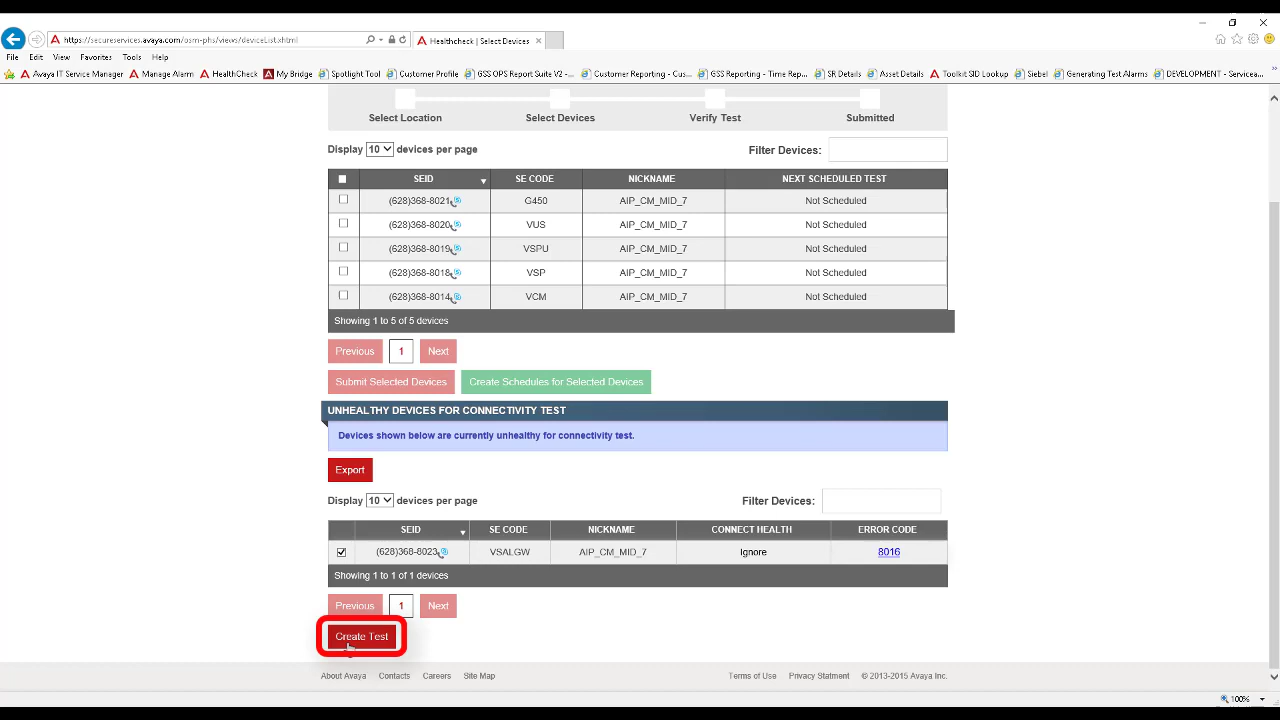 https://secureservices.avaya.com/osm-phs/views/deviceList.xhtml
Healthcheck | Select Devices
File Edit View Favorites Tools Help
Avaya IT Service Manager Manage Alarm HealthCheck My Bridge Spotlight Tool Customer Profile GSS OPS Report Suite V2 -... Customer Reporting - Cus... GSS Reporting - Time Rep... SR Details Asset Details Toolkit SID Lookup Siebel Generating Test Alarms DEVELOPMENT - Servicea...
Select Location Select Devices Verify Test Submitted
Display 10 devices per page Filter Devices:
SEID SE CODE NICKNAME NEXT SCHEDULED TEST
(628)368-8021 G450 AIP_CM_MID_7 Not Scheduled
(628)368-8020 VUS AIP_CM_MID_7 Not Scheduled
(628)368-8019 VSPU AIP_CM_MID_7 Not Scheduled
(628)368-8018 VSP AIP_CM_MID_7 Not Scheduled
(628)368-8014 VCM AIP_CM_MID_7 Not Scheduled
Showing 1 to 5 of 5 devices
Previous 1 Next
Submit Selected Devices Create Schedules for Selected Devices
UNHEALTHY DEVICES FOR CONNECTIVITY TEST
Devices shown below are currently unhealthy for connectivity test.
Export
Display 10 devices per page Filter Devices:
SEID SE CODE NICKNAME CONNECT HEALTH ERROR CODE
(628)368-8023 VSALGW AIP_CM_MID_7 Ignore 8016
Showing 1 to 1 of 1 devices
Previous 1 Next
Create Test
About Avaya Contacts Careers Site Map Terms of Use Privacy Statment © 2013-2015 Avaya Inc.
100%